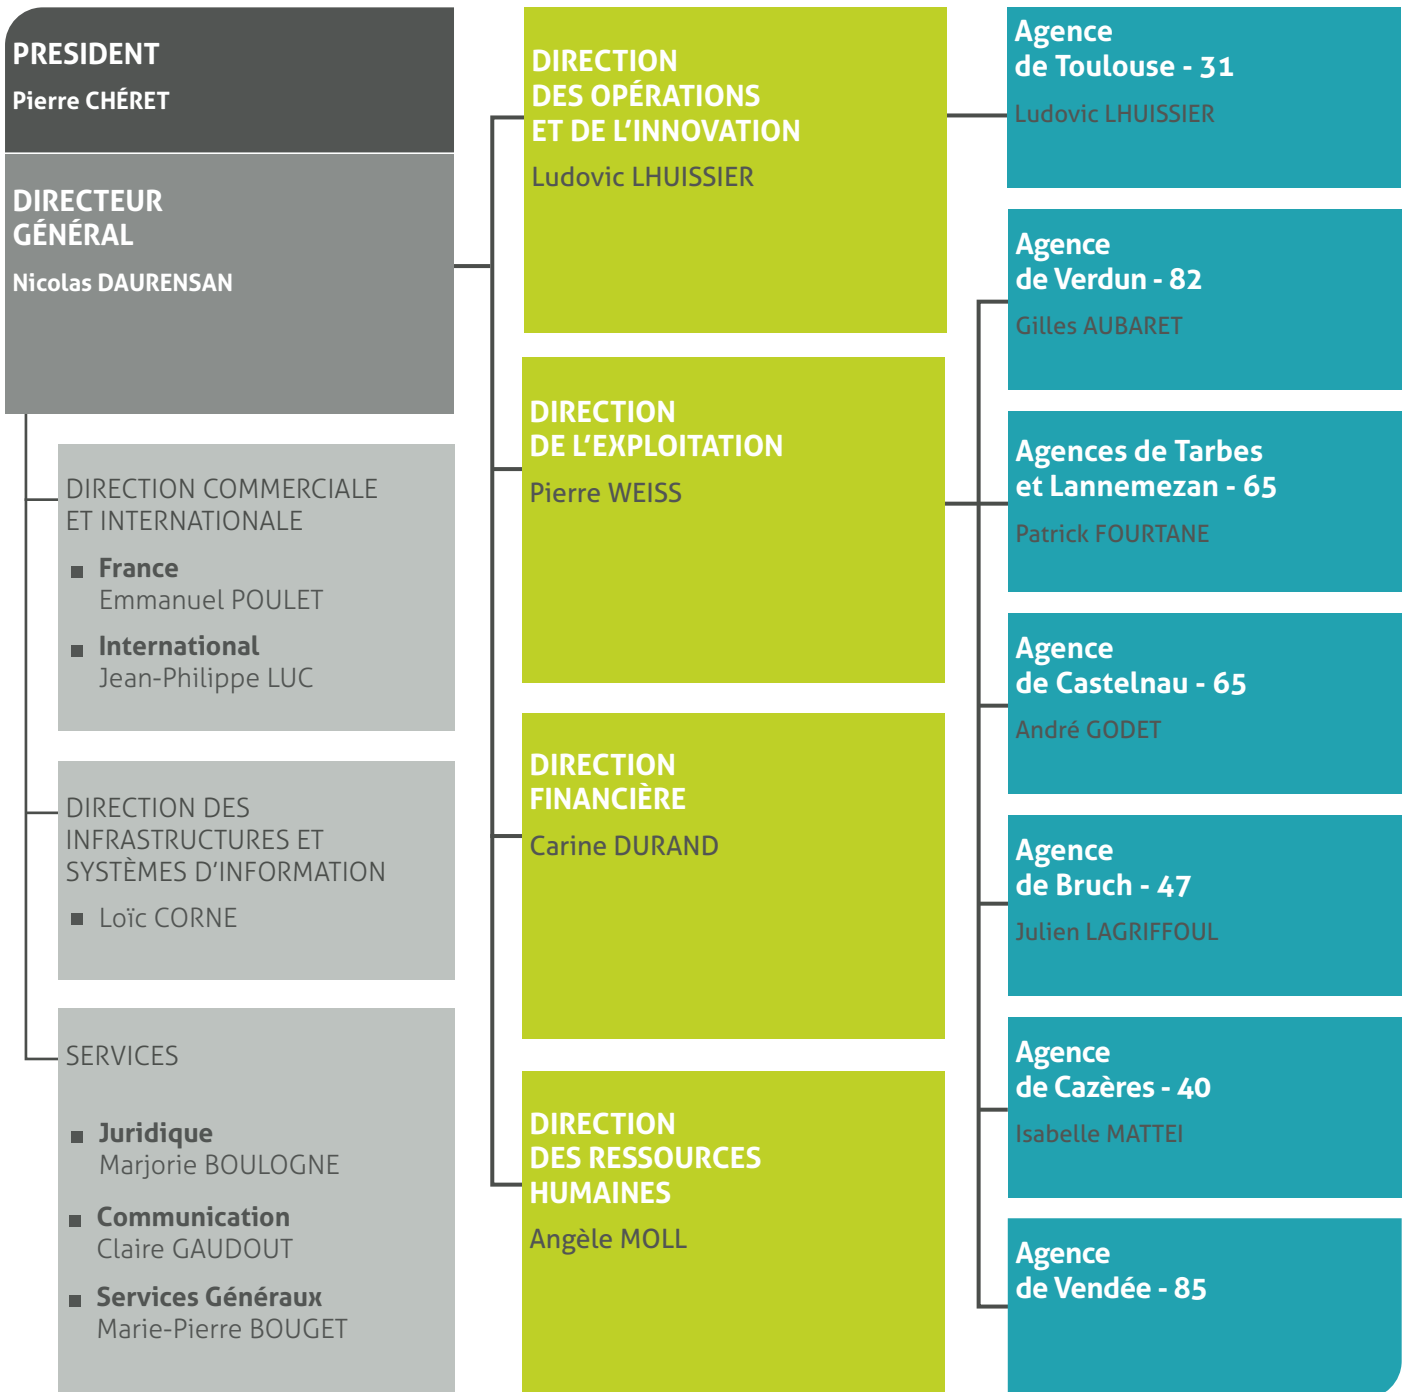 PRESIDENT
Pierre CHÉRET
DIRECTEUR
GÉNÉRAL
Nicolas DAURENSAN
DIRECTION COMMERCIALE
ET INTERNATIONALE
France
Emmanuel POULET
International
Jean-Philippe LUC
DIRECTION DES
INFRASTRUCTURES ET
SYSTÈMES D’INFORMATION
Loïc CORNE
SERVICES
Juridique
Marjorie BOULOGNE
Communication
Claire GAUDOUT
Services Généraux
Marie-Pierre BOUGET
DIRECTION
DES OPÉRATIONS
ET DE L’INNOVATION
Ludovic LHUISSIER
DIRECTION
DE L’EXPLOITATION
Pierre WEISS
DIRECTION
FINANCIÈRE
Carine DURAND
DIRECTION
DES RESSOURCES
HUMAINES
Angèle MOLL
Agence
de Toulouse - 31
Ludovic LHUISSIER
Agence
de Verdun - 82
Gilles AUBARET
Agences de Tarbes
et Lannemezan - 65
Patrick FOURTANE
Agence
de Castelnau - 65
André GODET
Agence
de Bruch - 47
Julien LAGRIFFOUL
Agence
de Cazères - 40
Isabelle MATTEI
Agence
de Vendée - 85